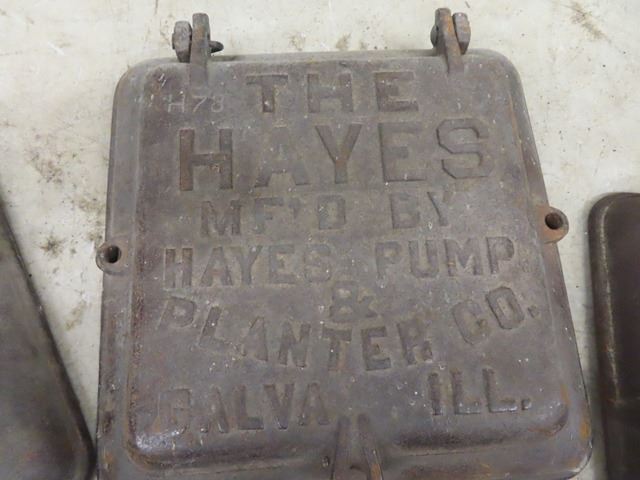 THE
H73
HAYES
MF'D BY
HAYES PUMP
&
PLANTER CO.
GALVA ILL.